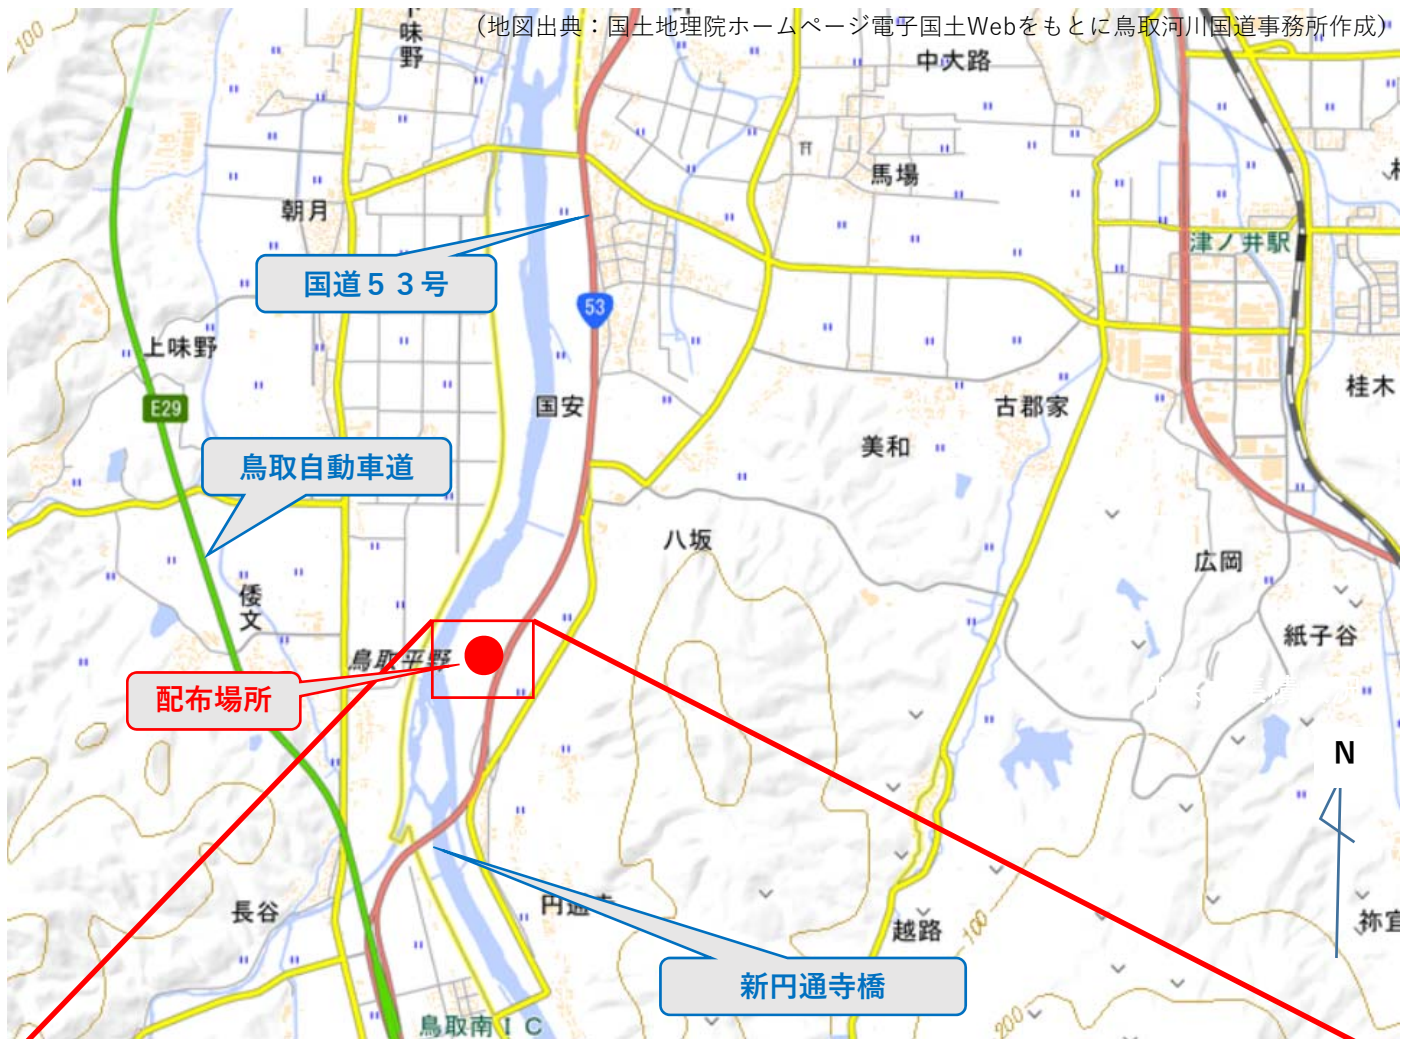 (地図出典：国土地理院ホームページ電子国土Webをもとに鳥取河川国道事務所作成)
100
味野
中大路
馬場
朝月
津ノ井駅
国道５３号
53
上味野
桂木
E29
国安
古郡家
美和
鳥取自動車道
八坂
広岡
倭文
紙子谷
鳥取平野
配布場所
N
長谷
円通寺
越路
100
祢宜
新円通寺橋
鳥取南ＩＣ
200